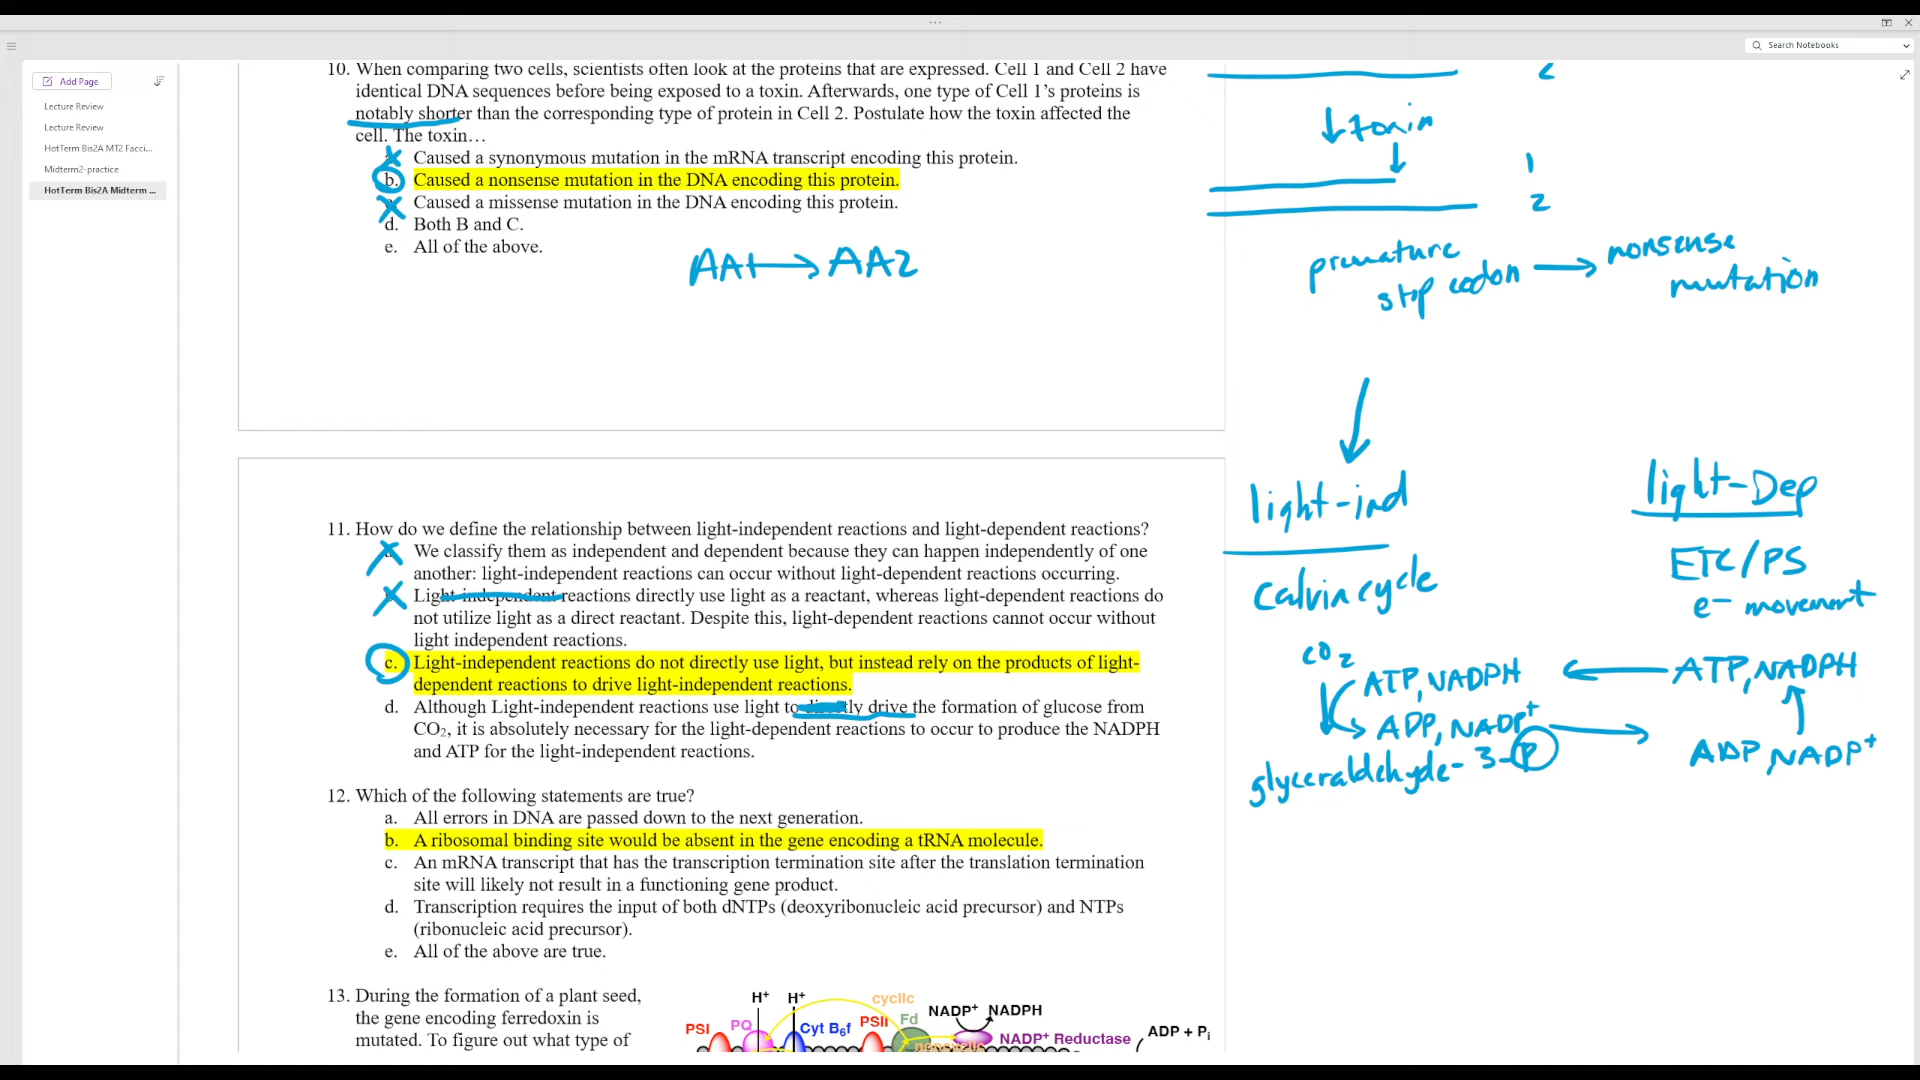 ...
Search Notebooks
Add Page
Lecture Review
Lecture Review
HotTerm Bis2A MT2 Facci...
Midterm2-practice
HotTerm Bis2A Midterm ...
10. When comparing two cells, scientists often look at the proteins that are expressed. Cell 1 and Cell 2 have
identical DNA sequences before being exposed to a toxin. Afterwards, one type of Cell 1's proteins is
notably shorter than the corresponding type of protein in Cell 2. Postulate how the toxin affected the
cell. The toxin…
Caused a synonymous mutation in the mRNA transcript encoding this protein.
b. Caused a nonsense mutation in the DNA encoding this protein.
Caused a missense mutation in the DNA encoding this protein.
d. Both B and C.
e. All of the above.
AA1 → AA2
2
↓ toxin
1
2
premature
stop codon → nonsense
mutation
11. How do we define the relationship between light-independent reactions and light-dependent reactions?
We classify them as independent and dependent because they can happen independently of one
another: light-independent reactions can occur without light-dependent reactions occurring.
Light-independent reactions directly use light as a reactant, whereas light-dependent reactions do
not utilize light as a direct reactant. Despite this, light-dependent reactions cannot occur without
light independent reactions.
c. Light-independent reactions do not directly use light, but instead rely on the products of light-
dependent reactions to drive light-independent reactions.
d. Although Light-independent reactions use light to directly drive the formation of glucose from
CO2, it is absolutely necessary for the light-dependent reactions to occur to produce the NADPH
and ATP for the light-independent reactions.
light-ind
Calvin cycle
CO2
ATP, NADPH
ADP, NADP+
glyceraldehyde-3-P
light-Dep
ETC/PS
e- movement
ATP, NADPH
ADP, NADP+
12. Which of the following statements are true?
a. All errors in DNA are passed down to the next generation.
b. A ribosomal binding site would be absent in the gene encoding a tRNA molecule.
c. An mRNA transcript that has the transcription termination site after the translation termination
site will likely not result in a functioning gene product.
d. Transcription requires the input of both dNTPs (deoxyribonucleic acid precursor) and NTPs
(ribonucleic acid precursor).
e. All of the above are true.
13. During the formation of a plant seed,
the gene encoding ferredoxin is
mutated. To figure out what type of
H+ H+ cyclic
NADP+ NADPH
PSI PQ Cyt B6f PSII Fd
NADP+ Reductase
ADP + Pi